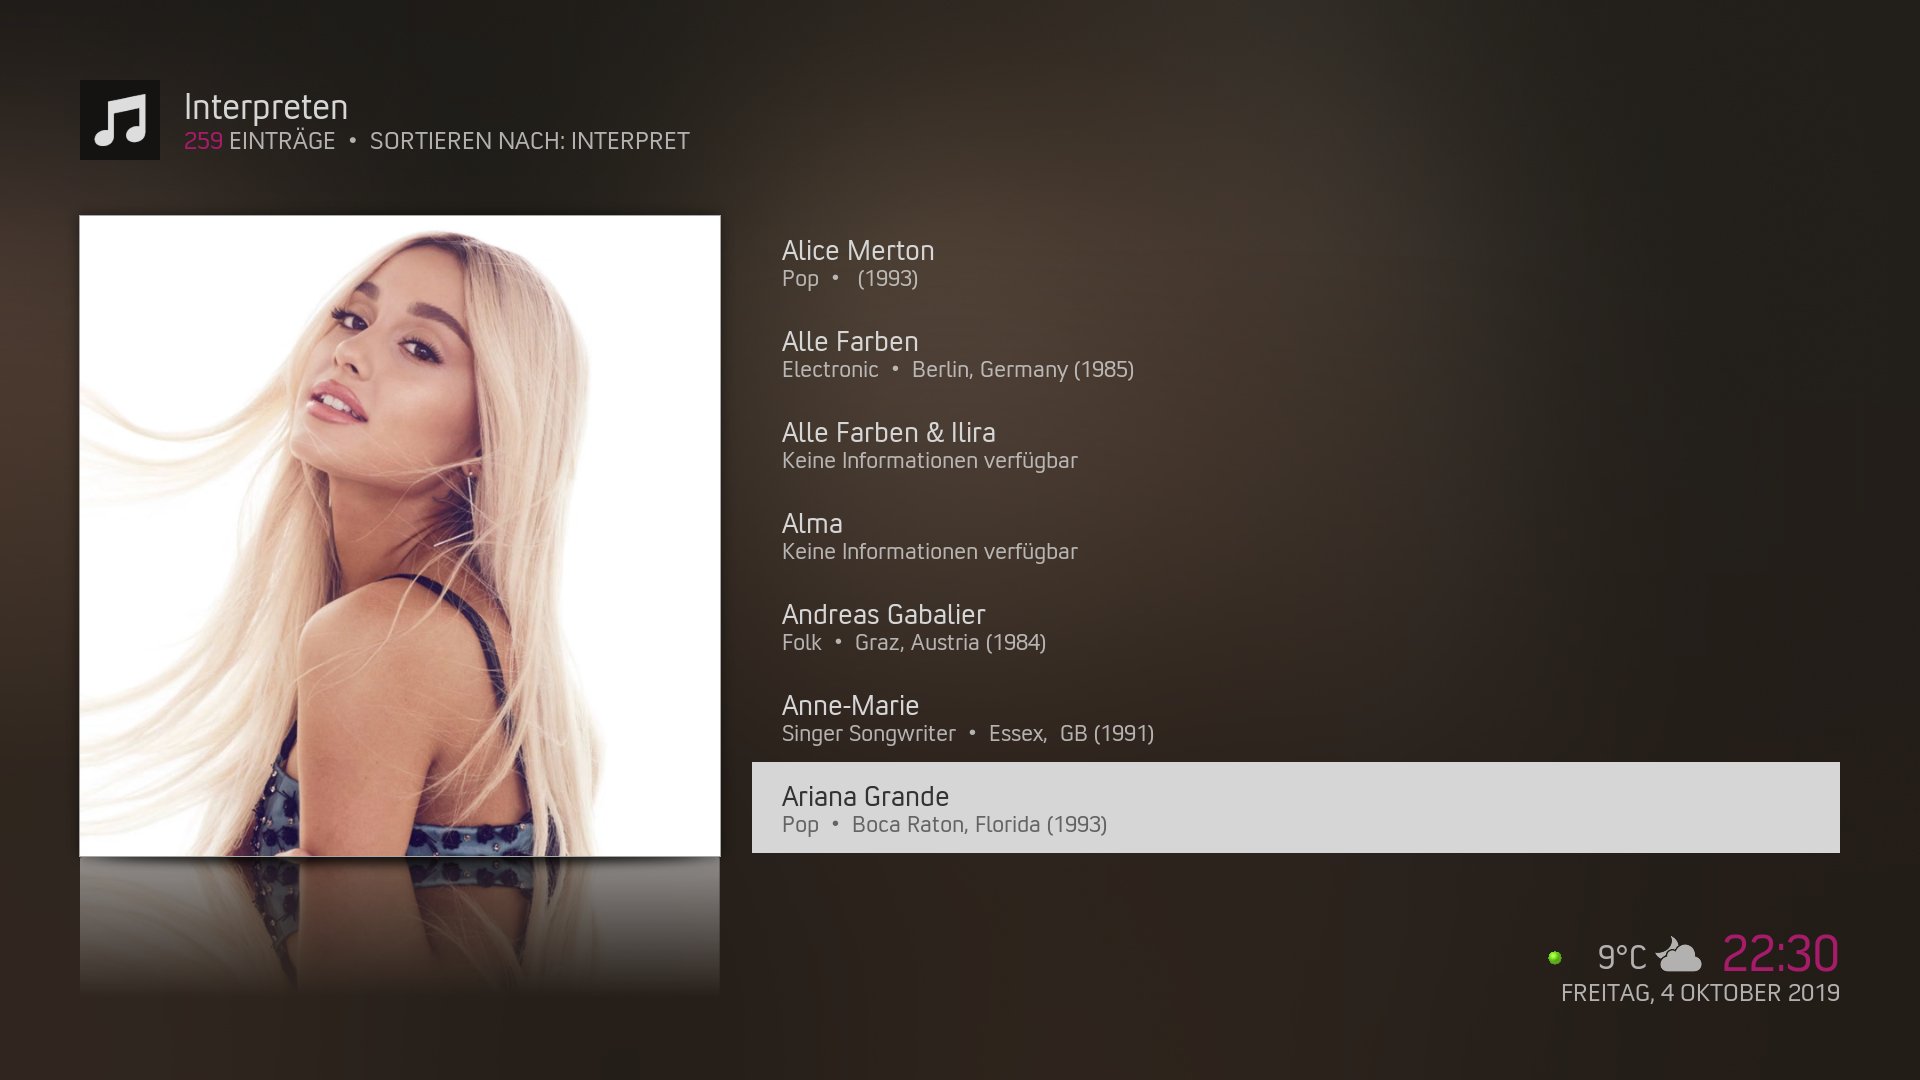 Interpreten
259 EINTRÄGE • SORTIEREN NACH: INTERPRET
Alice Merton
Pop • (1993)
Alle Farben
Electronic • Berlin, Germany (1985)
Alle Farben & Ilira
Keine Informationen verfügbar
Alma
Keine Informationen verfügbar
Andreas Gabalier
Folk • Graz, Austria (1984)
Anne-Marie
Singer Songwriter • Essex, GB (1991)
Ariana Grande
Pop • Boca Raton, Florida (1993)
9°C 22:30
FREITAG, 4 OKTOBER 2019